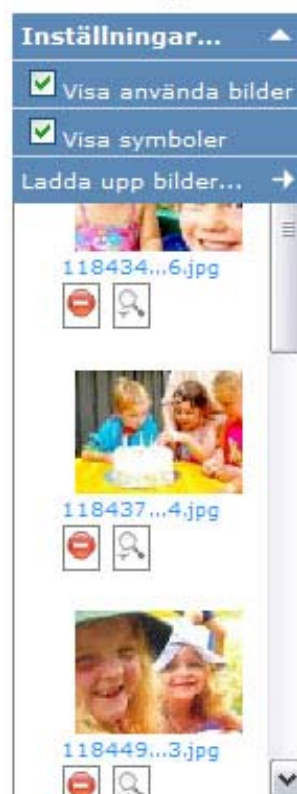 Inställningar...
Visa använda bilder
Visa symboler
Ladda upp bilder...
118434...6.jpg
118437...4.jpg
118449...3.jpg